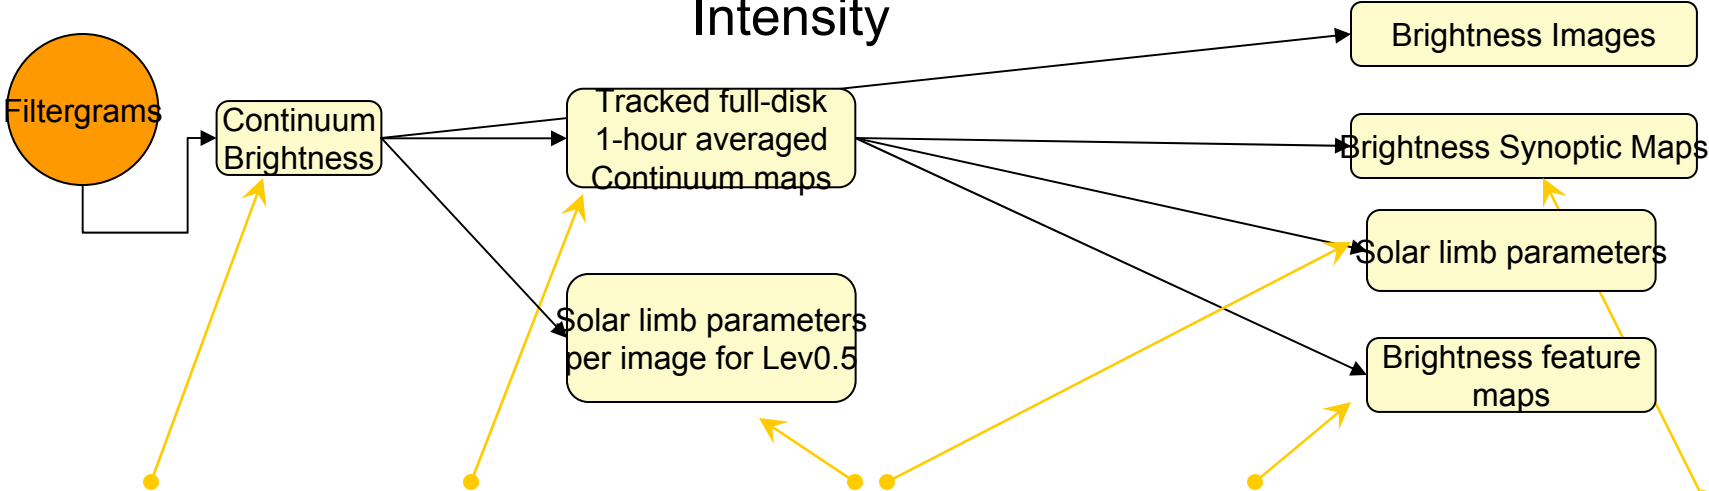 Intensity
Filtergrams
Continuum
Brightness
Tracked full-disk
1-hour averaged
Continuum maps
Solar limb parameters
per image for Lev0.5
Brightness Images
Brightness Synoptic Maps
Solar limb parameters
Brightness feature
maps